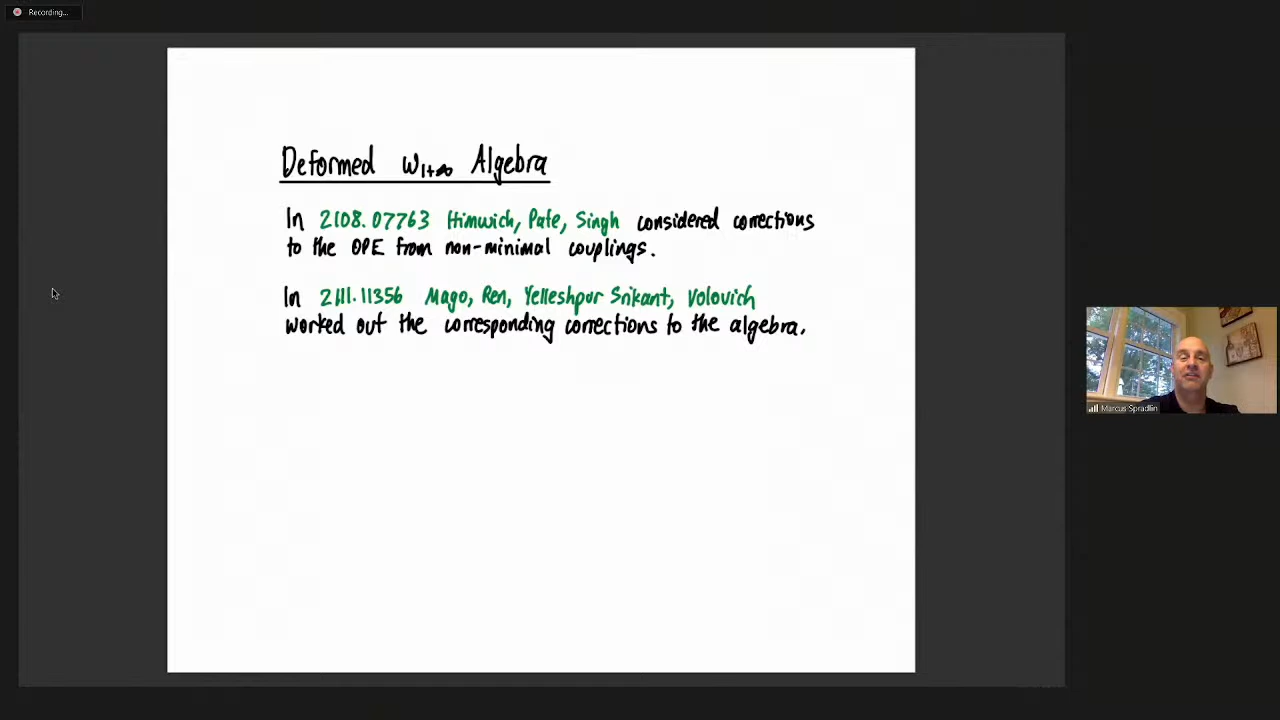 Recording...
Deformed w1+∞ Algebra
In 2108.07763 Himwich, Pate, Singh considered corrections
to the OPE from non-minimal couplings.
In 2111.11356 Mago, Ren, Yelleshpur Srikant, Volovich
worked out the corresponding corrections to the algebra.
Marcus Spradlin